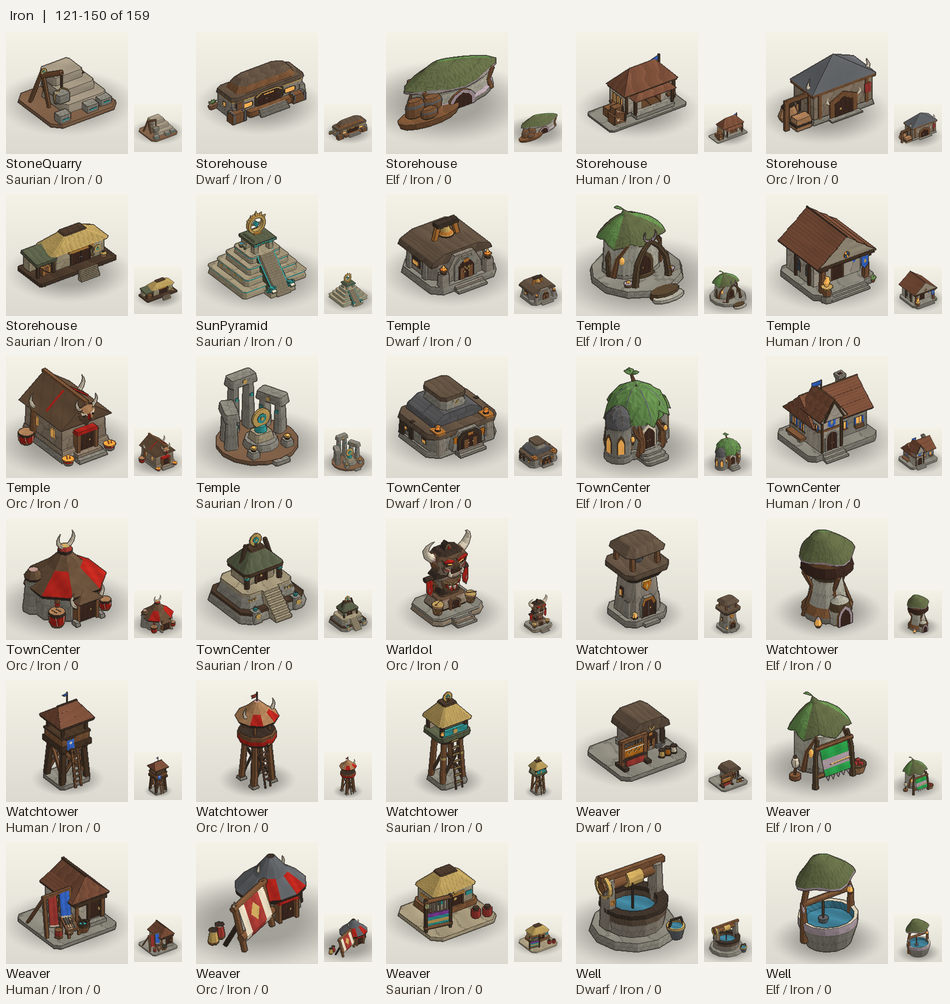 Iron | 121-150 of 159
StoneQuarry
Saurian / Iron / 0
Storehouse
Dwarf / Iron / 0
Storehouse
Elf / Iron / 0
Storehouse
Human / Iron / 0
Storehouse
Orc / Iron / 0
Storehouse
Saurian / Iron / 0
SunPyramid
Saurian / Iron / 0
Temple
Dwarf / Iron / 0
Temple
Elf / Iron / 0
Temple
Human / Iron / 0
Temple
Orc / Iron / 0
Temple
Saurian / Iron / 0
TownCenter
Dwarf / Iron / 0
TownCenter
Elf / Iron / 0
TownCenter
Human / Iron / 0
TownCenter
Orc / Iron / 0
TownCenter
Saurian / Iron / 0
WarIdol
Orc / Iron / 0
Watchtower
Dwarf / Iron / 0
Watchtower
Elf / Iron / 0
Watchtower
Human / Iron / 0
Watchtower
Orc / Iron / 0
Watchtower
Saurian / Iron / 0
Weaver
Dwarf / Iron / 0
Weaver
Elf / Iron / 0
Weaver
Human / Iron / 0
Weaver
Orc / Iron / 0
Weaver
Saurian / Iron / 0
Well
Dwarf / Iron / 0
Well
Elf / Iron / 0